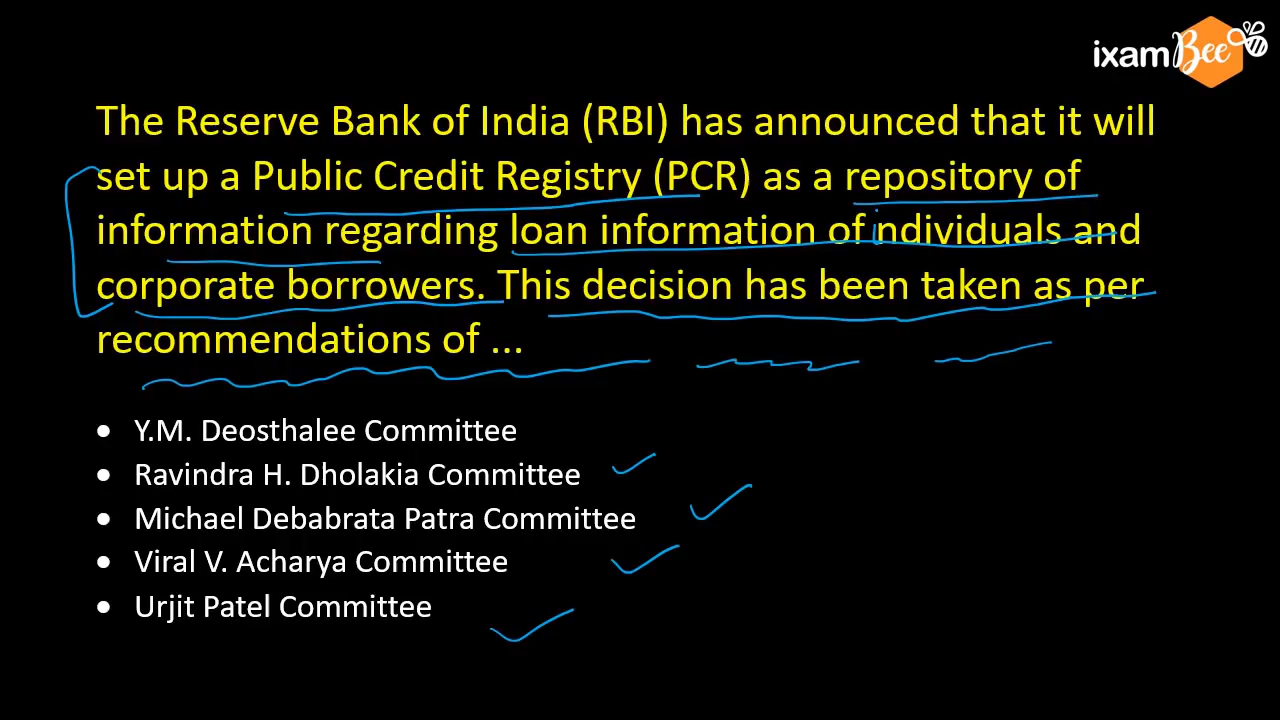 ixamBee
The Reserve Bank of India (RBI) has announced that it will
set up a Public Credit Registry (PCR) as a repository of
information regarding loan information of individuals and
corporate borrowers. This decision has been taken as per
recommendations of ...
• Y.M. Deosthalee Committee
• Ravindra H. Dholakia Committee
• Michael Debabrata Patra Committee
• Viral V. Acharya Committee
• Urjit Patel Committee